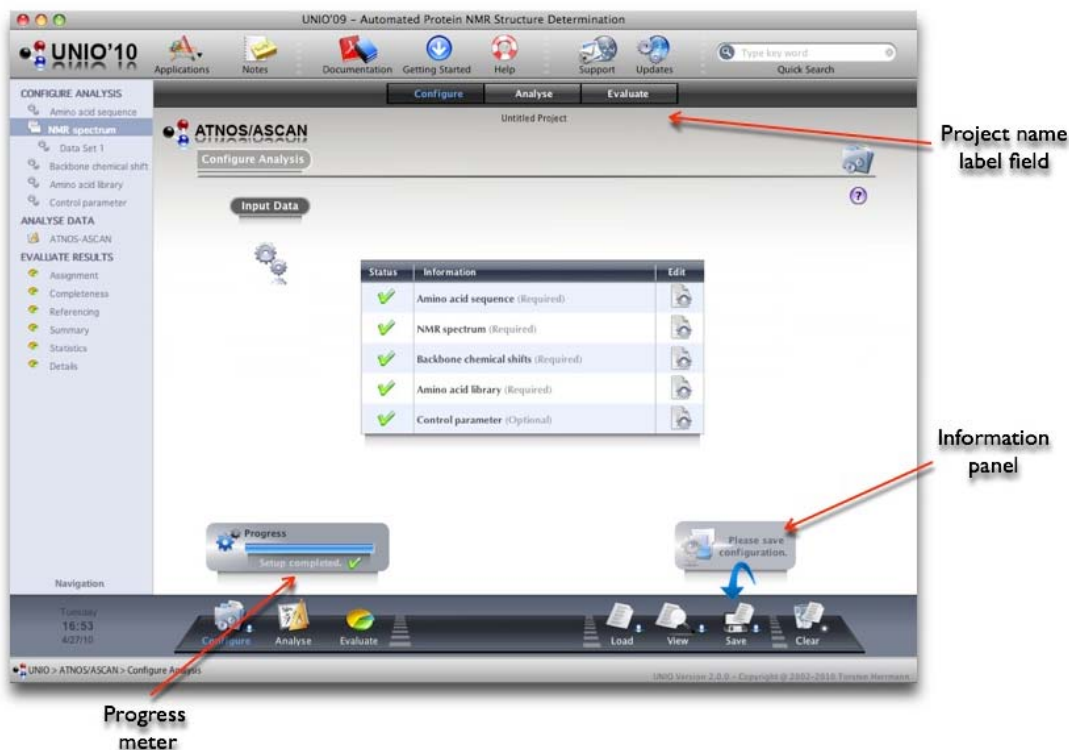 UNIO'09 – Automated Protein NMR Structure Determination
UNIO'10
Applications
Notes
Documentation
Getting Started
Help
Support
Updates
Type key word
Quick Search
CONFIGURE ANALYSIS
Amino acid sequence
NMR spectrum
Data Set 1
Backbone chemical shift
Amino acid library
Control parameter
ANALYSE DATA
ATNOS-ASCAN
EVALUATE RESULTS
Assignment
Completeness
Referencing
Summary
Statistics
Details
Navigation
Configure
Analyse
Evaluate
Untitled Project
ATNOS/ASCAN
Configure Analysis
?
Input Data
Status Information Edit
Amino acid sequence (Required)
NMR spectrum (Required)
Backbone chemical shifts (Required)
Amino acid library (Required)
Control parameter (Optional)
Progress
Setup completed.
Please save
configuration.
Project name
label field
Information
panel
Tuesday
16:53
4/27/10
Configure
Analyse
Evaluate
Load
View
Save
Clear
UNIO > ATNOS/ASCAN > Configure Analysis
UNIO Version 2.0.0 – Copyright @ 2002-2010 Torsten Herrmann
Progress
meter